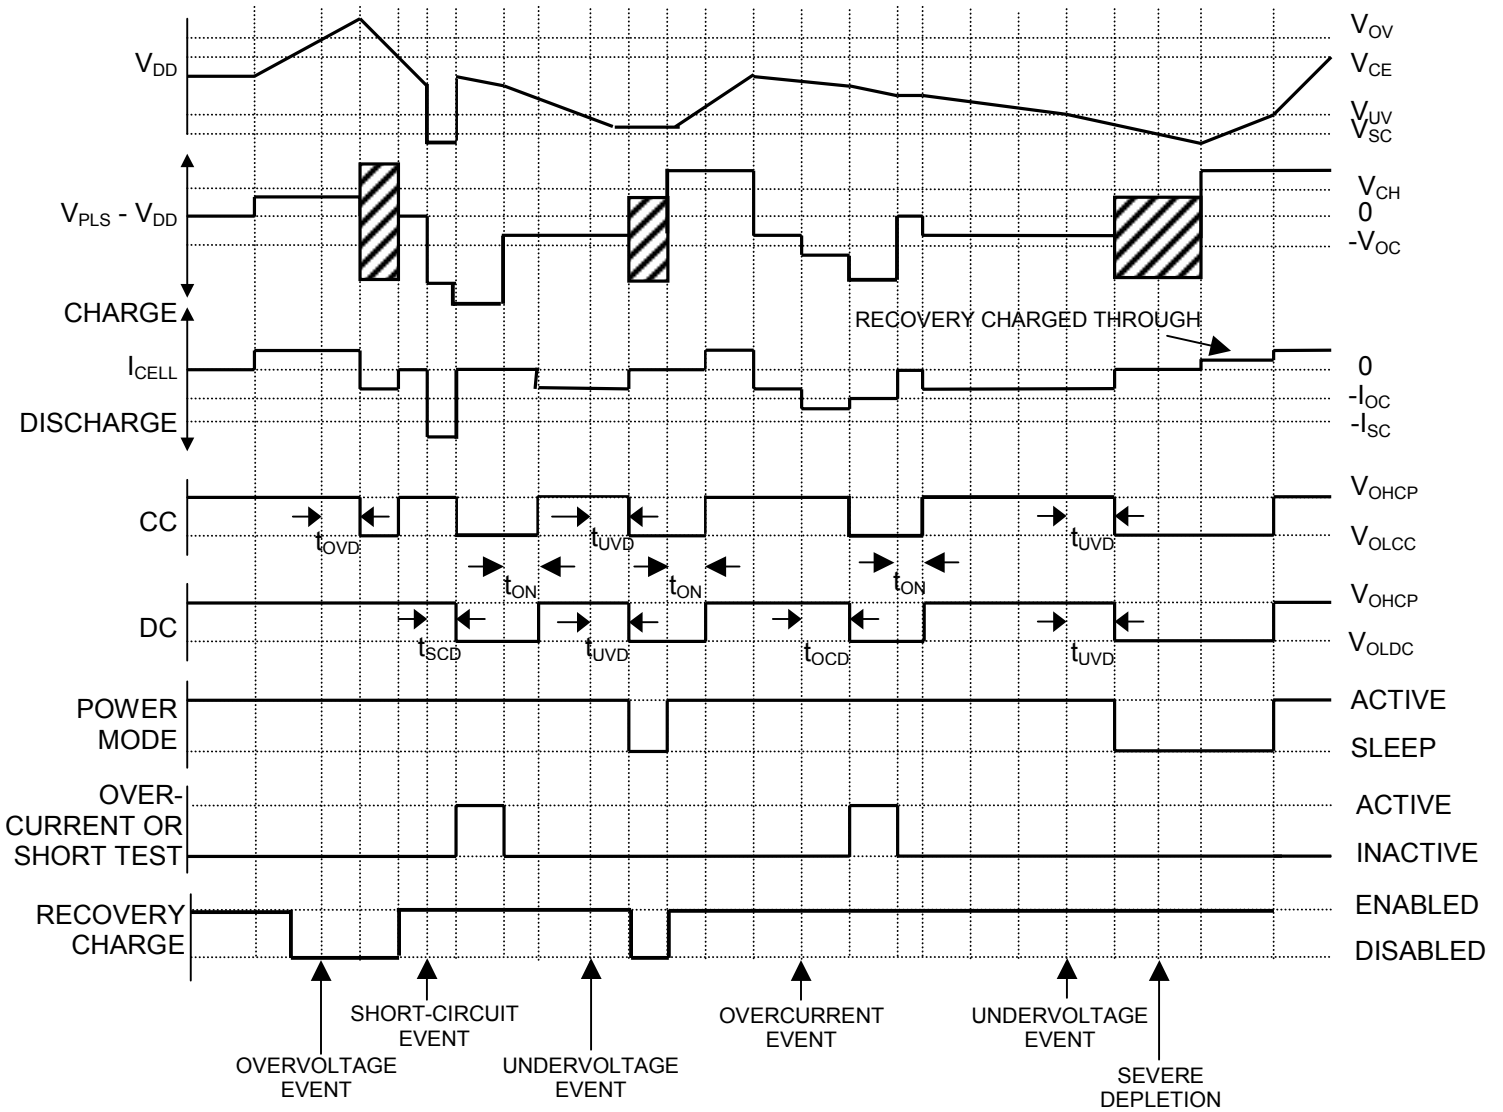 VOV
VDD
VCE
VUV
VSC
VCH
VPLS - VDD
0
-VOC
CHARGE
RECOVERY CHARGED THROUGH
ICELL
0
-IOC
DISCHARGE
-ISC
VOHCP
CC
tOVD
tUVD
tUVD
VOLCC
tON
tON
tON
VOHCP
DC
tSCD
tUVD
tOCD
tUVD
VOLDC
POWER
MODE
ACTIVE
SLEEP
OVER-
CURRENT OR
SHORT TEST
ACTIVE
INACTIVE
RECOVERY
CHARGE
ENABLED
DISABLED
SHORT-CIRCUIT
EVENT
OVERCURRENT
EVENT
UNDERVOLTAGE
EVENT
OVERVOLTAGE
EVENT
UNDERVOLTAGE
EVENT
SEVERE
DEPLETION